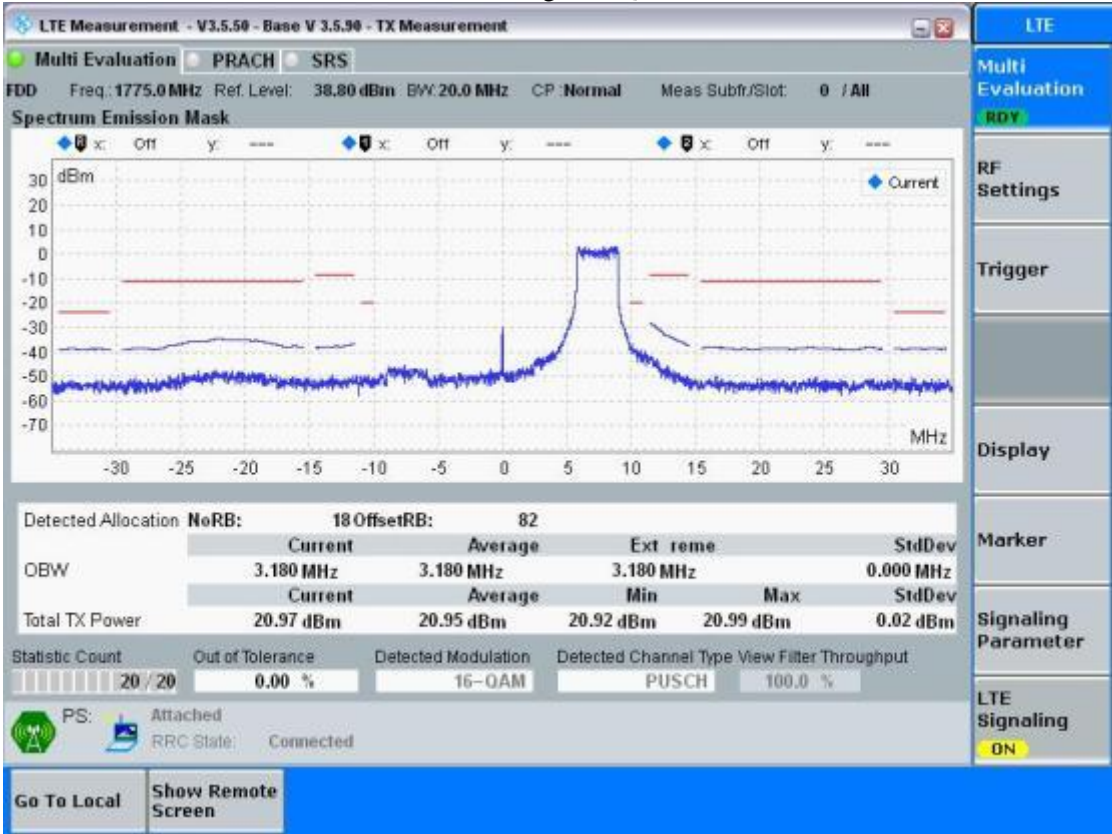 LTE Measurement - V3.5.50 - Base V 3.5.90 - TX Measurement
LTE
Multi Evaluation PRACH SRS
Multi Evaluation
RDY
FDD Freq.: 1775.0 MHz Ref. Level: 38.80 dBm BW: 20.0 MHz CP :Normal Meas Subfr./Slot: 0 / All
Spectrum Emission Mask
x: Off y: --- x: Off y: --- x: Off y: ---
dBm
Current
30
20
10
0
-10
-20
-30
-40
-50
-60
-70
MHz
-30 -25 -20 -15 -10 -5 0 5 10 15 20 25 30
RF Settings
Trigger
Display
Marker
Signaling Parameter
LTE Signaling
ON
Detected Allocation NoRB: 18 OffsetRB: 82
Current Average Ext reme StdDev
OBW 3.180 MHz 3.180 MHz 3.180 MHz 0.000 MHz
Current Average Min Max StdDev
Total TX Power 20.97 dBm 20.95 dBm 20.92 dBm 20.99 dBm 0.02 dBm
Statistic Count Out of Tolerance Detected Modulation Detected Channel Type View Filter Throughput
20 / 20 0.00 % 16-QAM PUSCH 100.0 %
PS: Attached
RRC State: Connected
Go To Local
Show Remote Screen